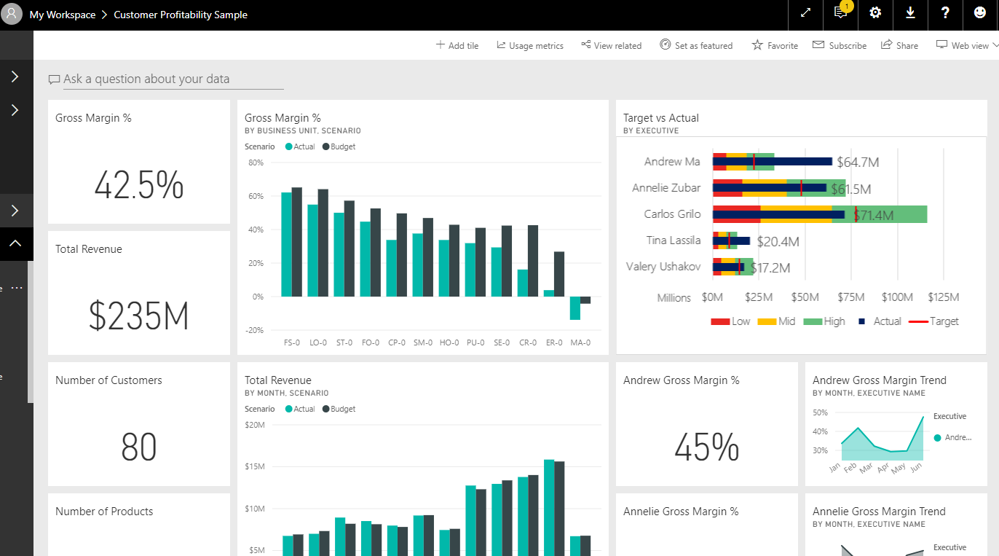 My Workspace > Customer Profitability Sample
1
?
Add tile Usage metrics View related Set as featured Favorite Subscribe Share Web view
Ask a question about your data
Gross Margin %
42.5%
Total Revenue
$235M
Number of Customers
80
Number of Products
Gross Margin %
BY BUSINESS UNIT, SCENARIO
Scenario Actual Budget
80%
60%
40%
20%
0%
-20%
FS-0 LO-0 ST-0 FO-0 CP-0 SM-0 HO-0 PU-0 SE-0 CR-0 ER-0 MA-0
Total Revenue
BY MONTH, SCENARIO
Scenario Actual Budget
$20M
$15M
$10M
$5M
Target vs Actual
BY EXECUTIVE
Andrew Ma $64.7M
Annelie Zubar $61.5M
Carlos Grilo $71.4M
Tina Lassila $20.4M
Valery Ushakov $17.2M
Millions $0M $25M $50M $75M $100M $125M
Low Mid High Actual Target
Andrew Gross Margin %
45%
Andrew Gross Margin Trend
BY MONTH, EXECUTIVE NAME
50%
40%
30%
Jan Feb Mar Apr May Jun
Executive
Andre...
Annelie Gross Margin %
Annelie Gross Margin Trend
BY MONTH, EXECUTIVE NAME
Executive